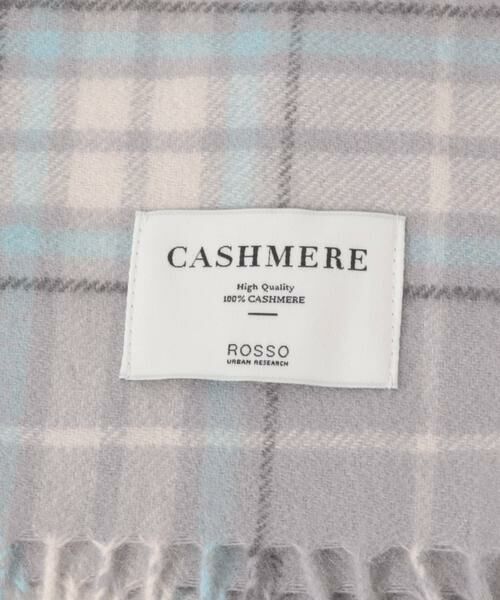 CASHMERE
High Quality
100% CASHMERE
ROSSO
URBAN RESEARCH